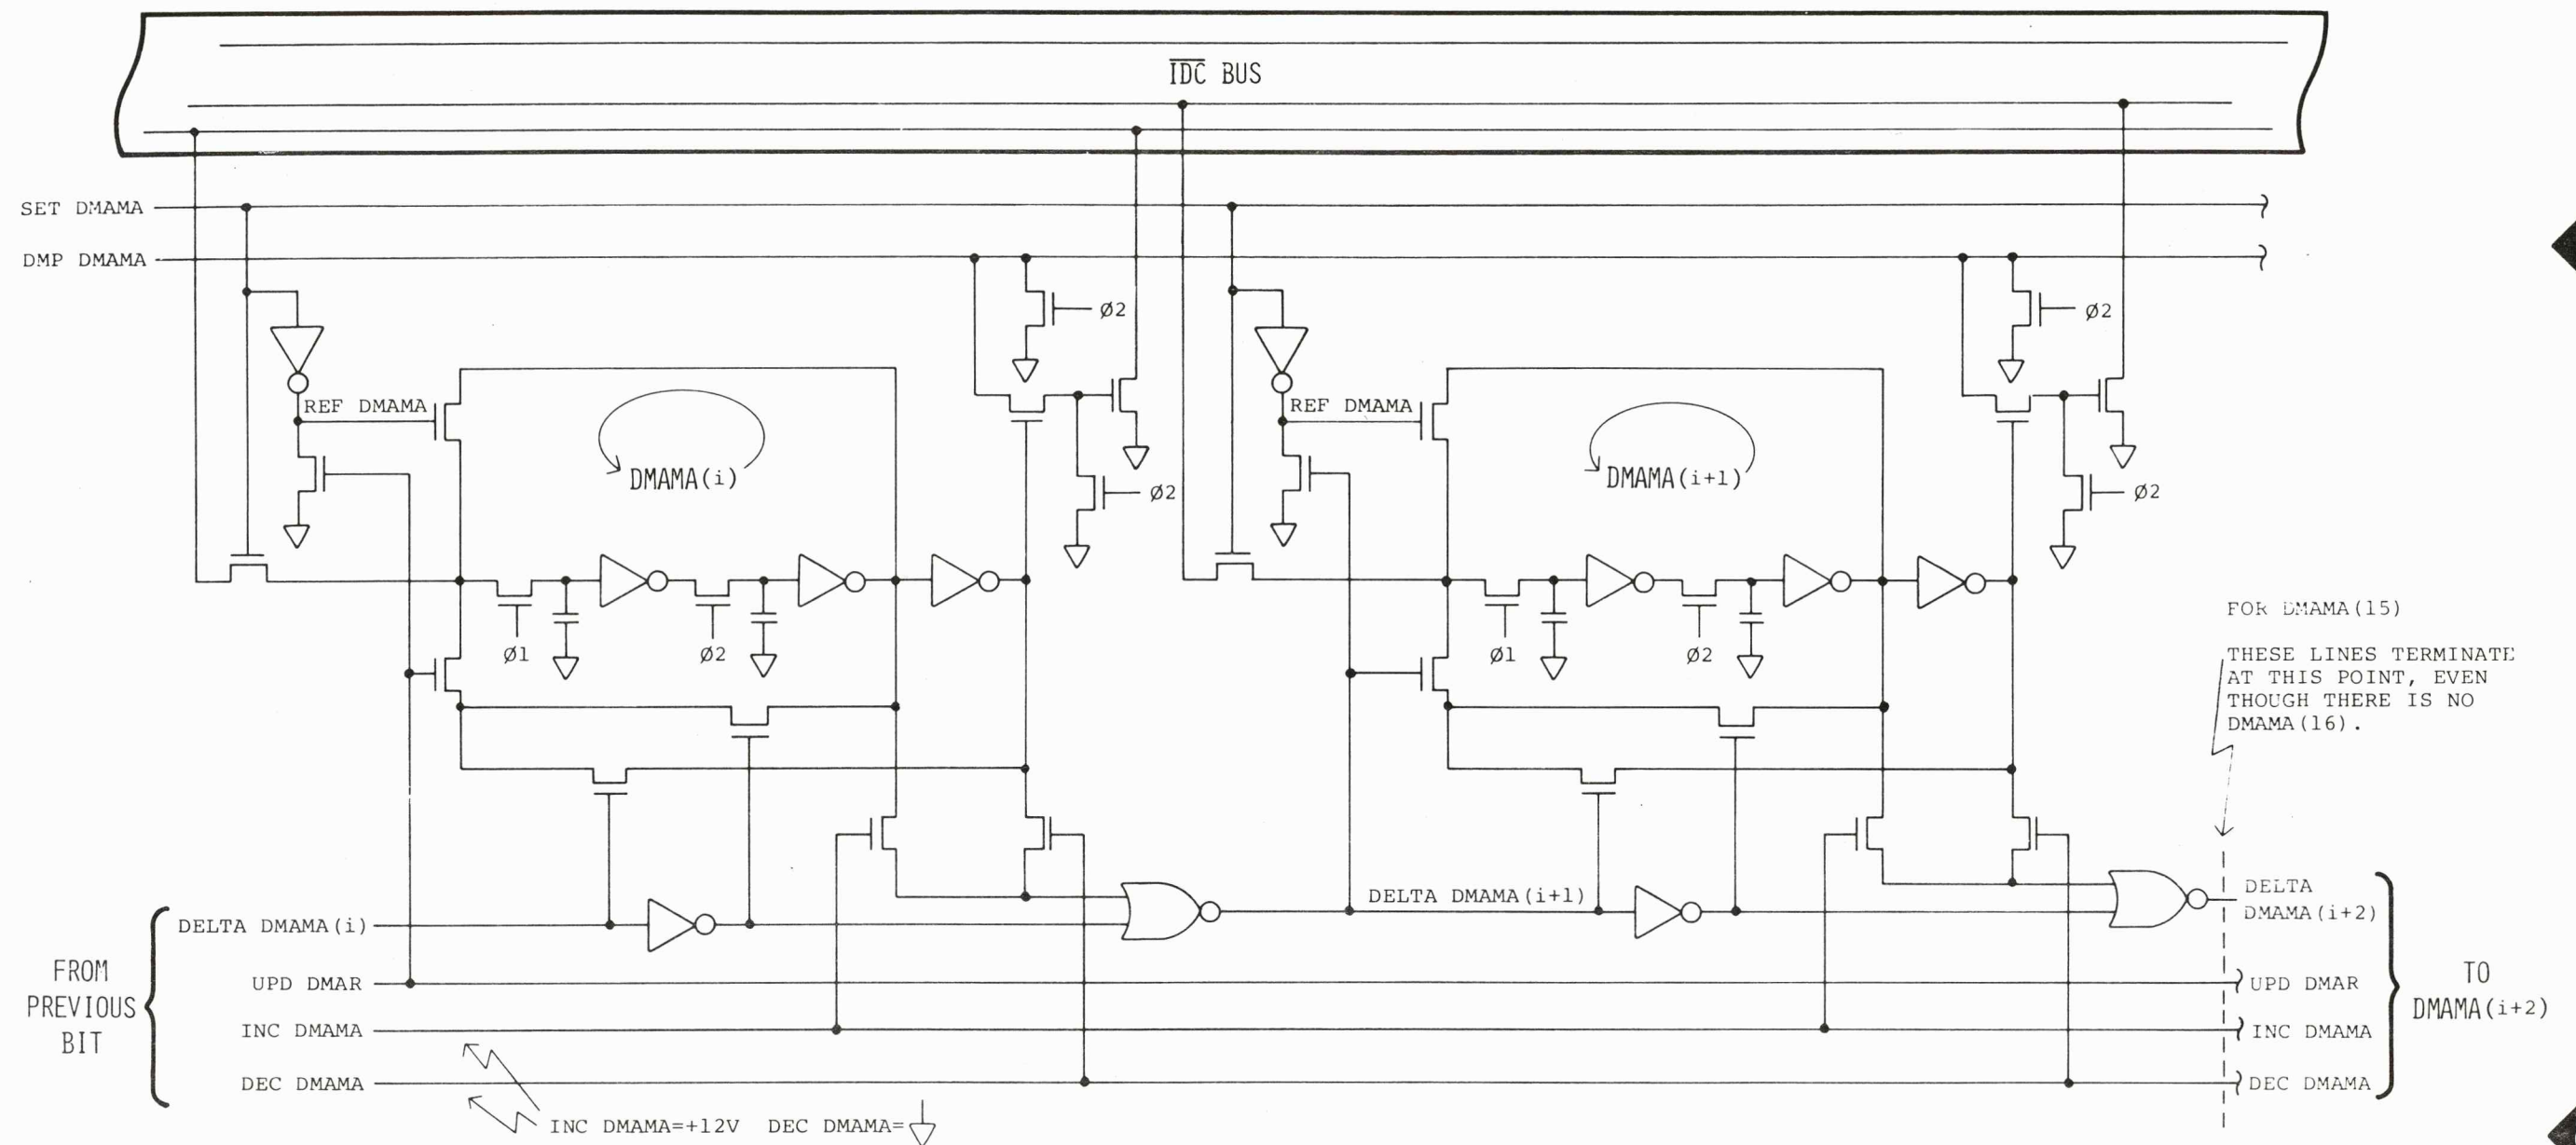 IDC BUS
SET DMAMA
DMP DMAMA
Ø2
Ø2
REF DMAMA
REF DMAMA
Ø2
Ø2
DMAMA(i)
DMAMA(i+1)
Ø1
Ø2
Ø1
Ø2
FOR DMAMA(15)
THESE LINES TERMINATE
AT THIS POINT, EVEN
THOUGH THERE IS NO
DMAMA(16).
DELTA DMAMA(i)
DELTA DMAMA(i+1)
DELTA
DMAMA(i+2)
FROM
PREVIOUS
BIT
UPD DMAR
UPD DMAR
INC DMAMA
INC DMAMA
DEC DMAMA
DEC DMAMA
TO
DMAMA(i+2)
INC DMAMA=+12V DEC DMAMA=